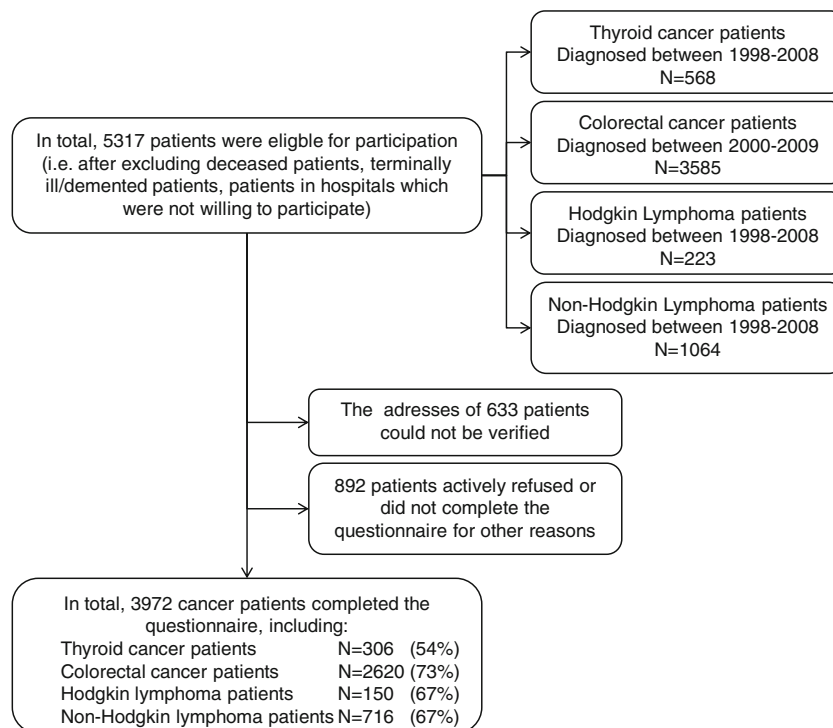 Thyroid cancer patients
Diagnosed between 1998-2008
N=568
In total, 5317 patients were eligble for participation
(i.e. after excluding deceased patients, terminally
ill/demented patients, patients in hospitals which
were not willing to participate)
Colorectal cancer patients
Diagnosed between 2000-2009
N=3585
Hodgkin Lymphoma patients
Diagnosed between 1998-2008
N=223
Non-Hodgkin Lymphoma patients
Diagnosed between 1998-2008
N=1064
The adresses of 633 patients
could not be verified
892 patients actively refused or
did not complete the
questionnaire for other reasons
In total, 3972 cancer patients completed the
questionnaire, including:
Thyroid cancer patients N=306 (54%)
Colorectal cancer patients N=2620 (73%)
Hodgkin lymphoma patients N=150 (67%)
Non-Hodgkin lymphoma patients N=716 (67%)